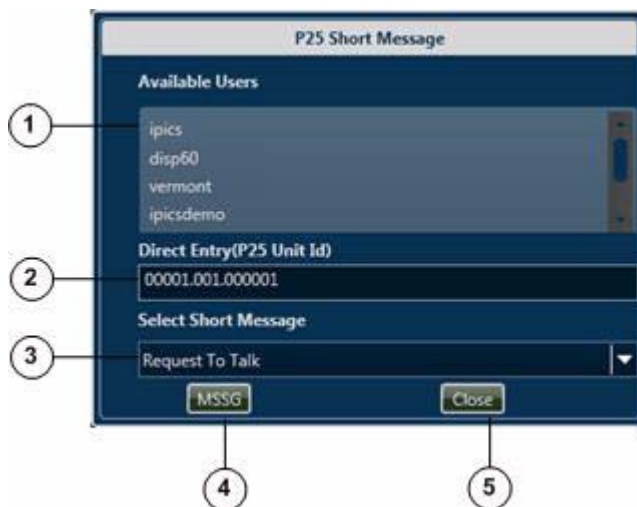 P25 Short Message
Available Users
1
ipics
disp60
vermont
ipicsdemo
Direct Entry(P25 Unit Id)
2
00001.001.000001
Select Short Message
3
Request To Talk
MSSG
Close
4
5